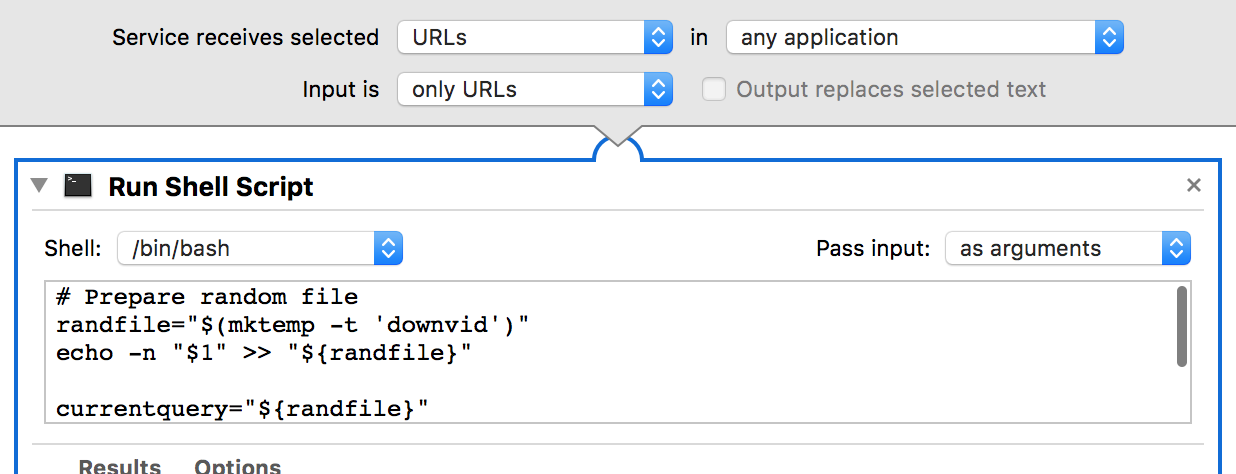 Service receives selected URLs in any application
Input is only URLs Output replaces selected text
Run Shell Script
Shell: /bin/bash Pass input: as arguments
# Prepare random file
randfile="$(mktemp -t 'downvid')"
echo -n "$1" >> "${randfile}"
currentquery="${randfile}"
Results Options